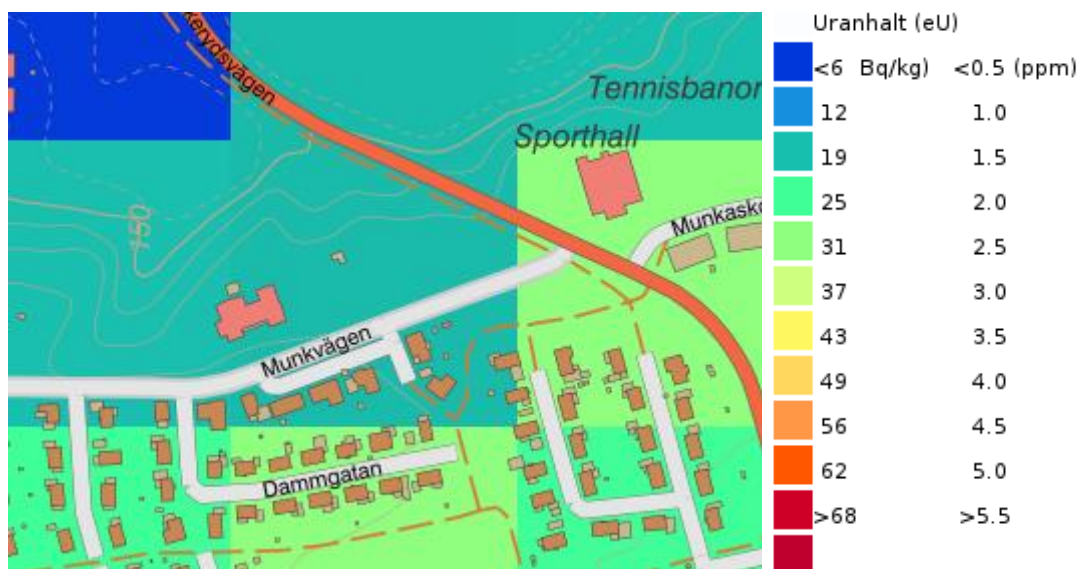 kerydsvägen
Tennisbanor
Sporthall
150
Munkasko
Munkvägen
Dammgatan
Uranhalt (eU)
<6 Bq/kg) <0.5 (ppm)
12 1.0
19 1.5
25 2.0
31 2.5
37 3.0
43 3.5
49 4.0
56 4.5
62 5.0
>68 >5.5